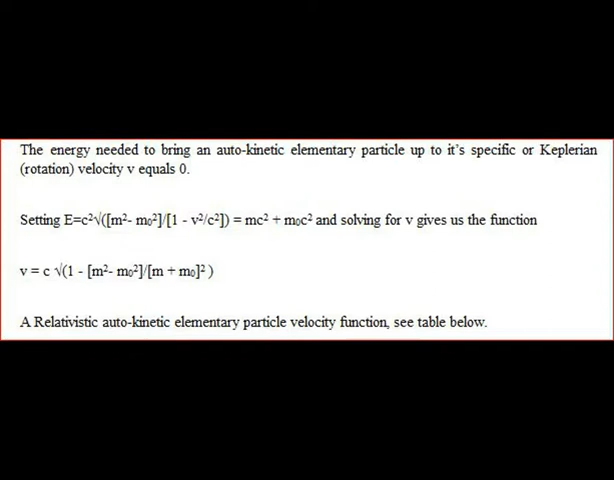 The energy needed to bring an auto-kinetic elementary particle up to it's specific or Keplerian
(rotation) velocity v equals 0.
Setting E=c²√([m²- m₀²]/[1 - v²/c²]) = mc² + m₀c² and solving for v gives us the function
v = c √(1 - [m²- m₀²]/[m + m₀]² )
A Relativistic auto-kinetic elementary particle velocity function, see table below.